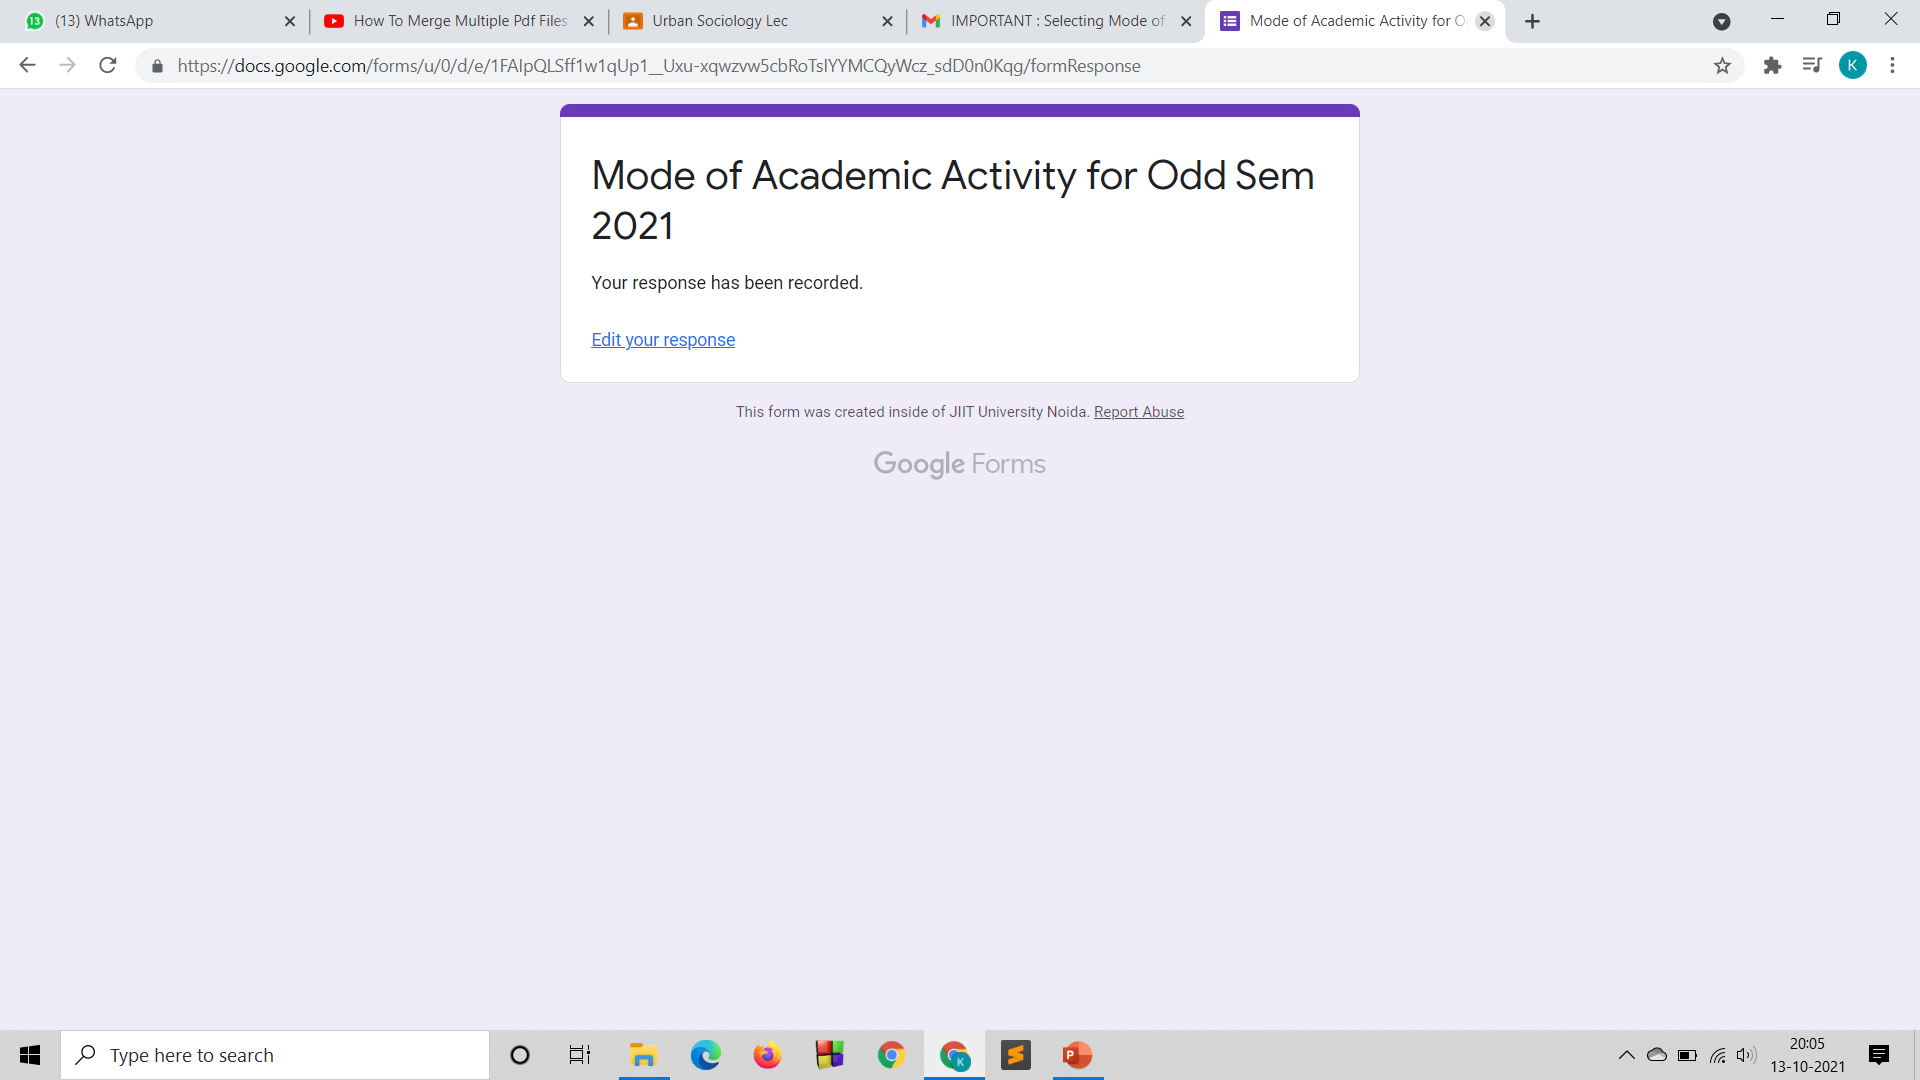 13 (13) WhatsApp
How To Merge Multiple Pdf Files
Urban Sociology Lec
IMPORTANT : Selecting Mode of
Mode of Academic Activity for O
https://docs.google.com/forms/u/0/d/e/1FAIpQLSff1w1qUp1__Uxu-xqwzvw5cbRoTslYYMCQyWcz_sdD0n0Kqg/formResponse
K
Mode of Academic Activity for Odd Sem
2021
Your response has been recorded.
Edit your response
This form was created inside of JIIT University Noida. Report Abuse
Google Forms
Type here to search
K
P
20:05
13-10-2021